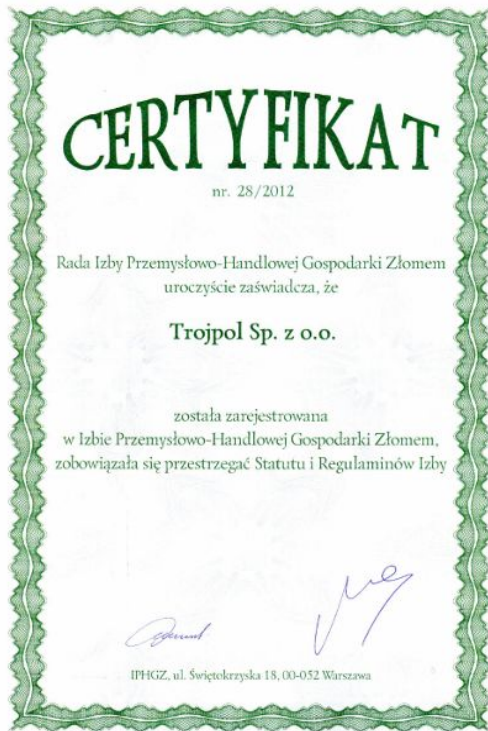 CERTYFIKAT
nr. 28/2012
Rada Izby Przemysłowo-Handlowej Gospodarki Złomem
uroczyście zaświadcza, że
Trojpol Sp. z o.o.
została zarejestrowana
w Izbie Przemysłowo-Handlowej Gospodarki Złomem,
zobowiązała się przestrzegać Statutu i Regulaminów Izby
IPHGZ, ul. Świętokrzyska 18, 00-052 Warszawa